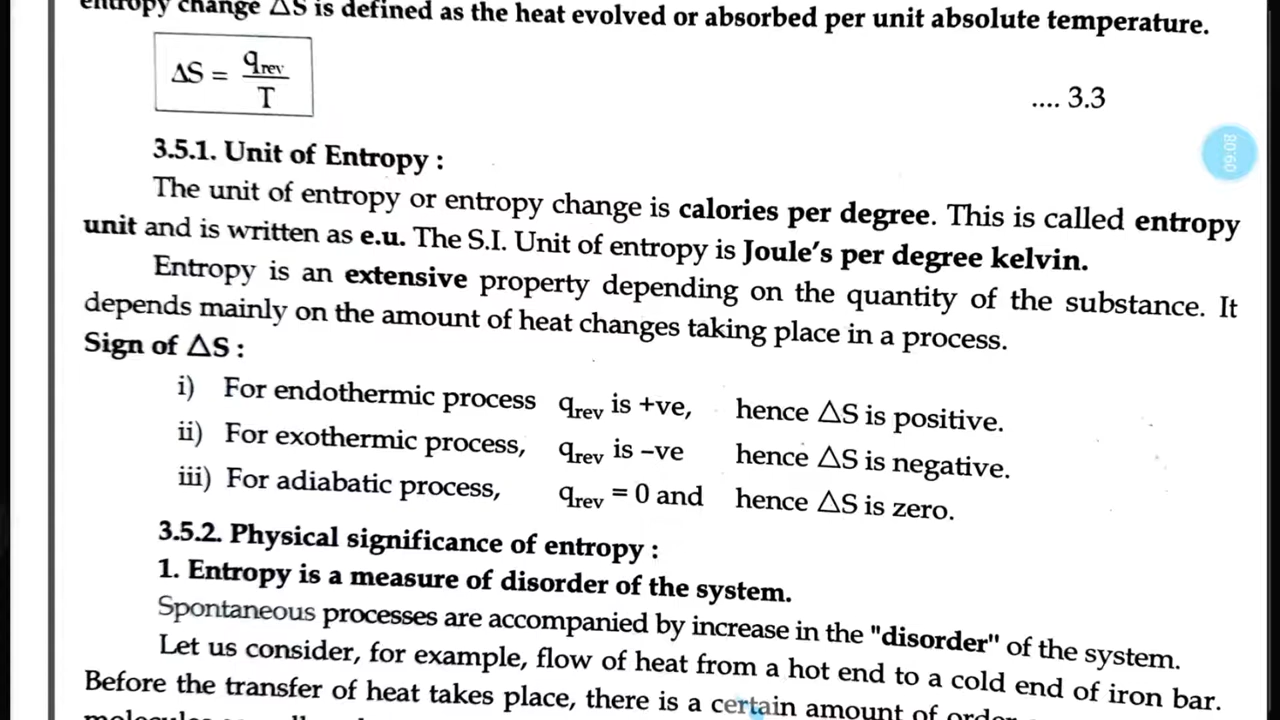 entropy change △S is defined as the heat evolved or absorbed per unit absolute temperature.
ΔS = qrev / T
.... 3.3
09:08
3.5.1. Unit of Entropy :
The unit of entropy or entropy change is calories per degree. This is called entropy
unit and is written as e.u. The S.I. Unit of entropy is Joule's per degree kelvin.
Entropy is an extensive property depending on the quantity of the substance. It
depends mainly on the amount of heat changes taking place in a process.
Sign of △S :
i) For endothermic process qrev is +ve, hence △S is positive.
ii) For exothermic process, qrev is –ve hence △S is negative.
iii) For adiabatic process, qrev = 0 and hence △S is zero.
3.5.2. Physical significance of entropy :
1. Entropy is a measure of disorder of the system.
Spontaneous processes are accompanied by increase in the "disorder" of the system.
Let us consider, for example, flow of heat from a hot end to a cold end of iron bar.
Before the transfer of heat takes place, there is a certain amount of order